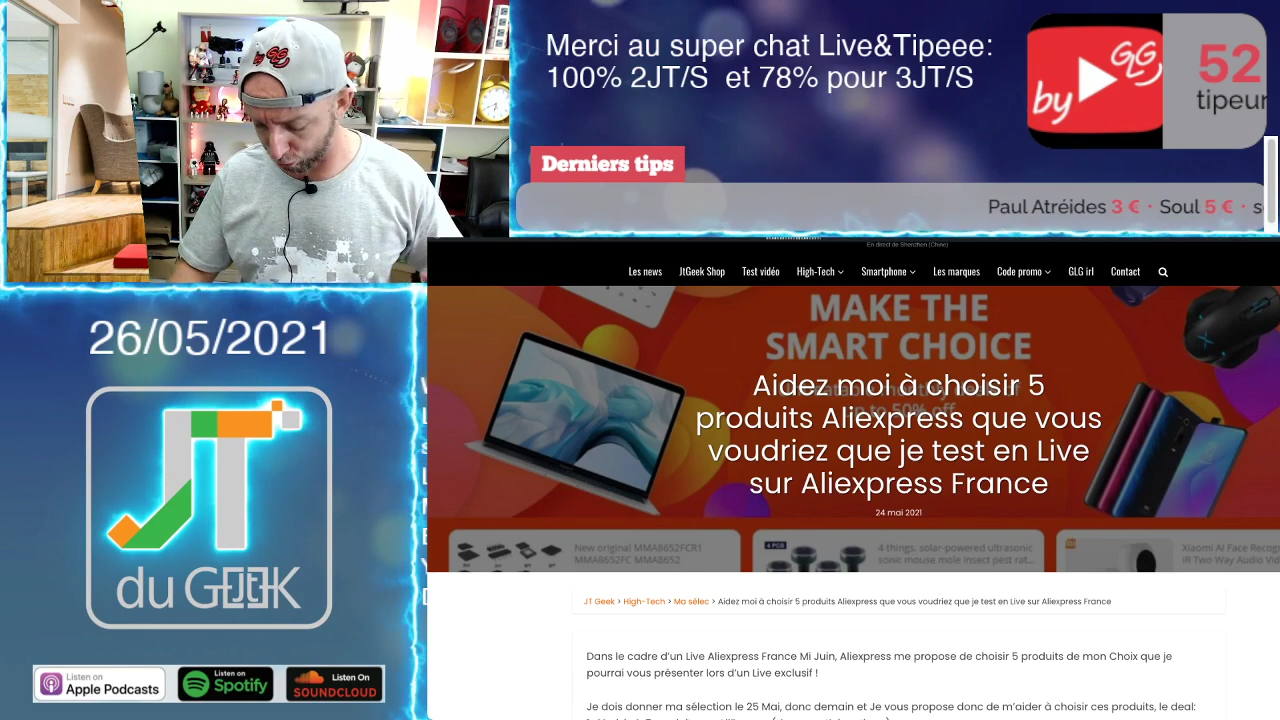 Merci au super chat Live&Tipeee:
100% 2JT/S et 78% pour 3JT/S
by GLG
52
tipeur
Derniers tips
Paul Atréides 3 € · Soul 5 € · s
En direct de Shenzhen (Chine)
Les news JtGeek Shop Test vidéo High-Tech Smartphone Les marques Code promo GLG irl Contact
MAKE THE
SMART CHOICE
up to 50% off
Aidez moi à choisir 5
produits Aliexpress que vous
voudriez que je test en Live
sur Aliexpress France
24 mai 2021
New original MMA8652FCR1
MMA8652FC MMA8652
4 PCS
4 things, solar-powered ultrasonic
sonic mouse mole insect pest rat...
Xiaomi AI Face Recogn
IR Two Way Audio Vid
26/05/2021
JT
du GEEK
Listen on
Apple Podcasts
Listen on
Spotify
Listen On
SOUNDCLOUD
JT Geek > High-Tech > Ma sélec > Aidez moi à choisir 5 produits Aliexpress que vous voudriez que je test en Live sur Aliexpress France
Dans le cadre d'un Live Aliexpress France Mi Juin, Aliexpress me propose de choisir 5 produits de mon Choix que je
pourrai vous présenter lors d'un Live exclusif !
Je dois donner ma sélection le 25 Mai, donc demain et Je vous propose donc de m'aider à choisir ces produits, le deal: